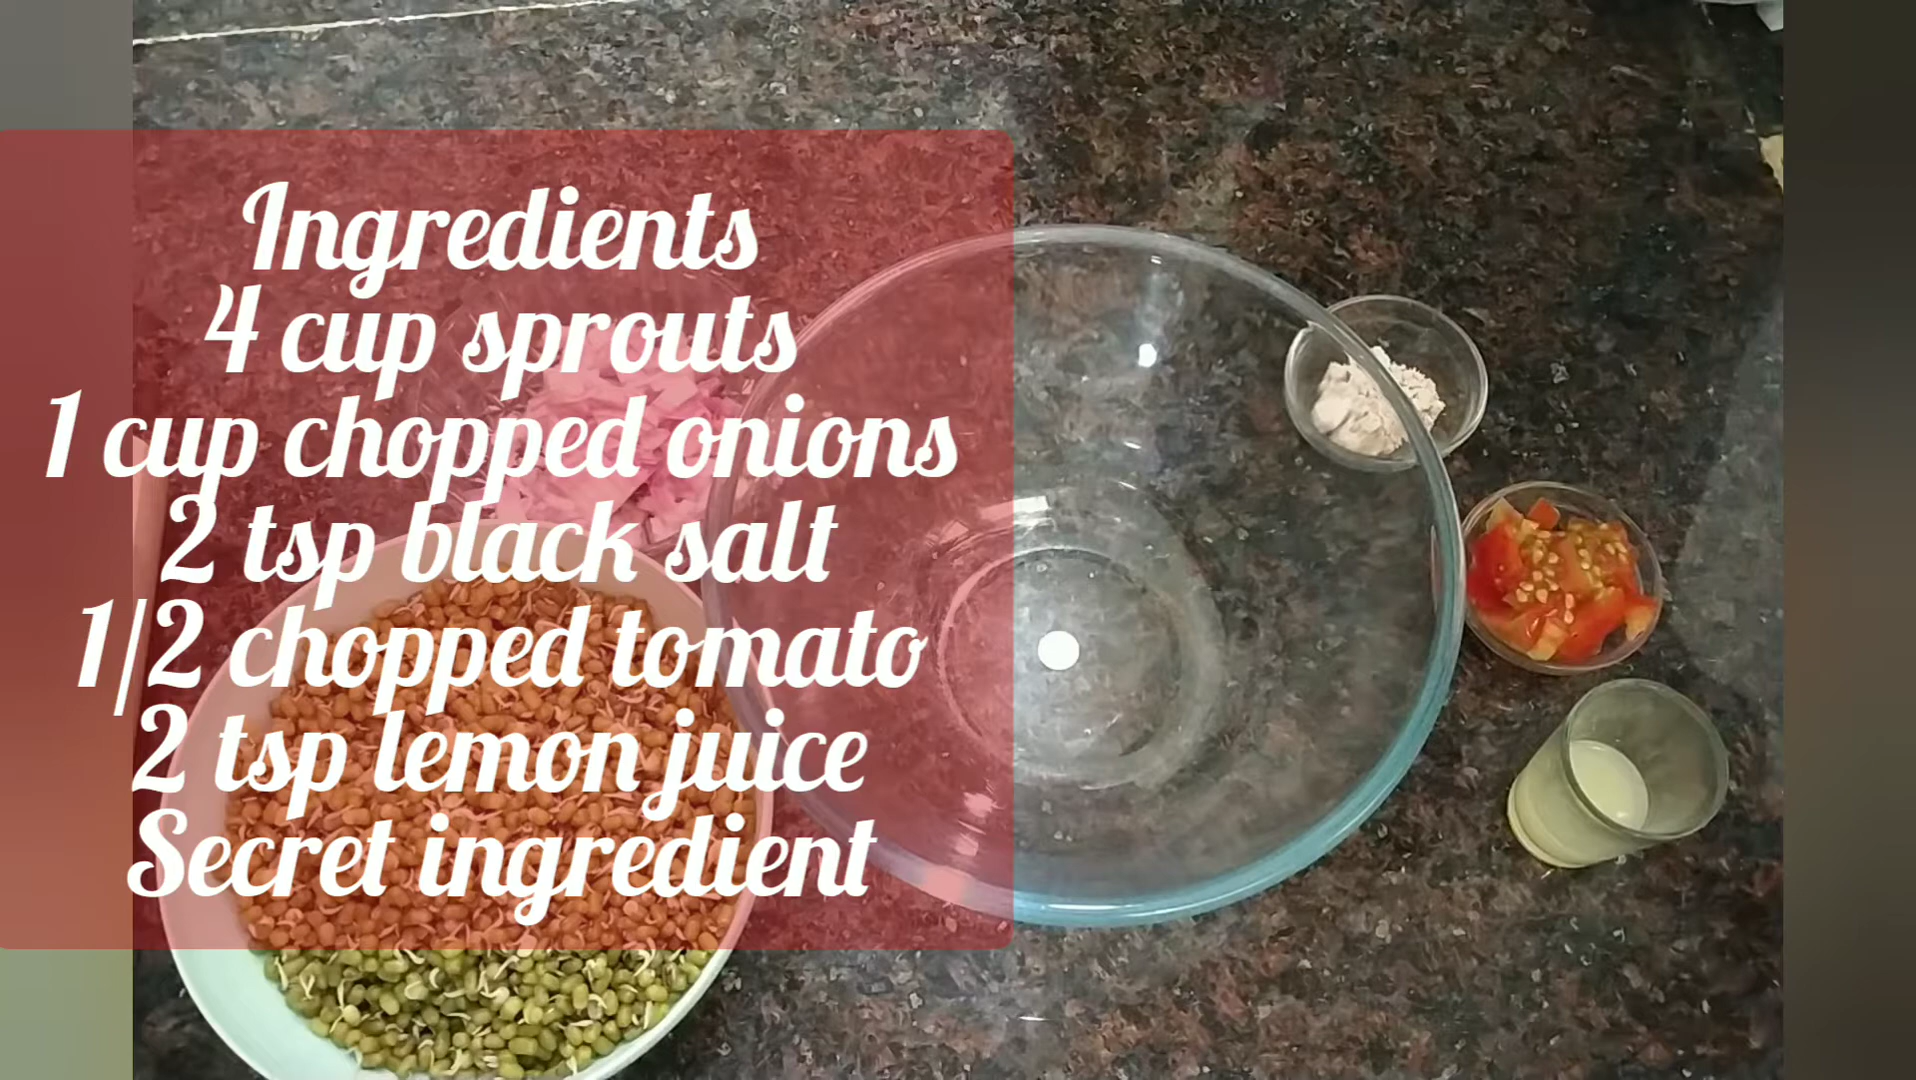 Ingredients
4 cup sprouts
1 cup chopped onions
2 tsp black salt
1/2 chopped tomato
2 tsp lemon juice
Secret ingredient